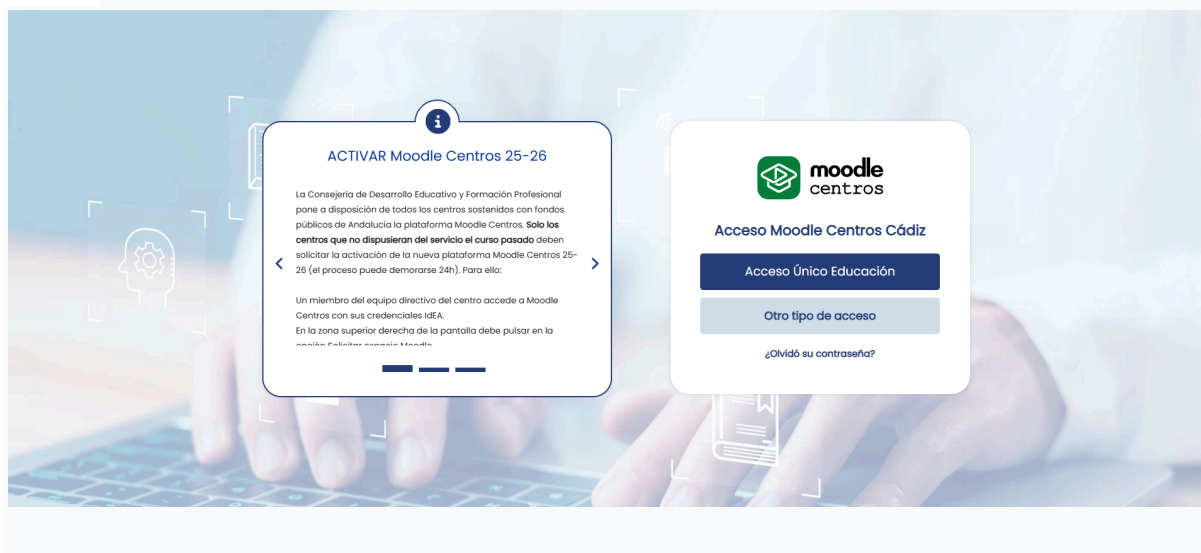 ACTIVAR Moodle Centros 25-26
La Consejería de Desarrollo Educativo y Formación Profesional
pone a disposición de todos los centros sostenidos con fondos
públicos de Andalucía la plataforma Moodle Centros. Solo los
centros que no dispusieran del servicio el curso pasado deben
solicitar la activación de la nueva plataforma Moodle Centros 25-
26 (el proceso puede demorarse 24h). Para ello:
Un miembro del equipo directivo del centro accede a Moodle
Centros con sus credenciales IdEA.
En la zona superior derecha de la pantalla debe pulsar en la
opción Solicitar espacio Moodle
moodle
centros
Acceso Moodle Centros Cádiz
Acceso Único Educación
Otro tipo de acceso
¿Olvidó su contraseña?